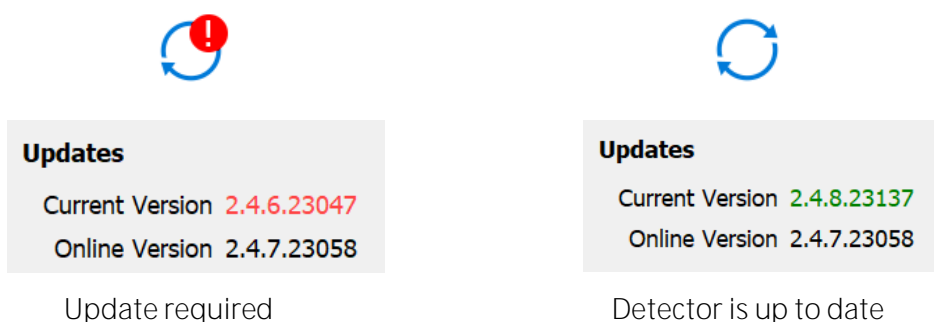 Updates
Current Version 2.4.6.23047
Online Version 2.4.7.23058
Update required
Updates
Current Version 2.4.8.23137
Online Version 2.4.7.23058
Detector is up to date